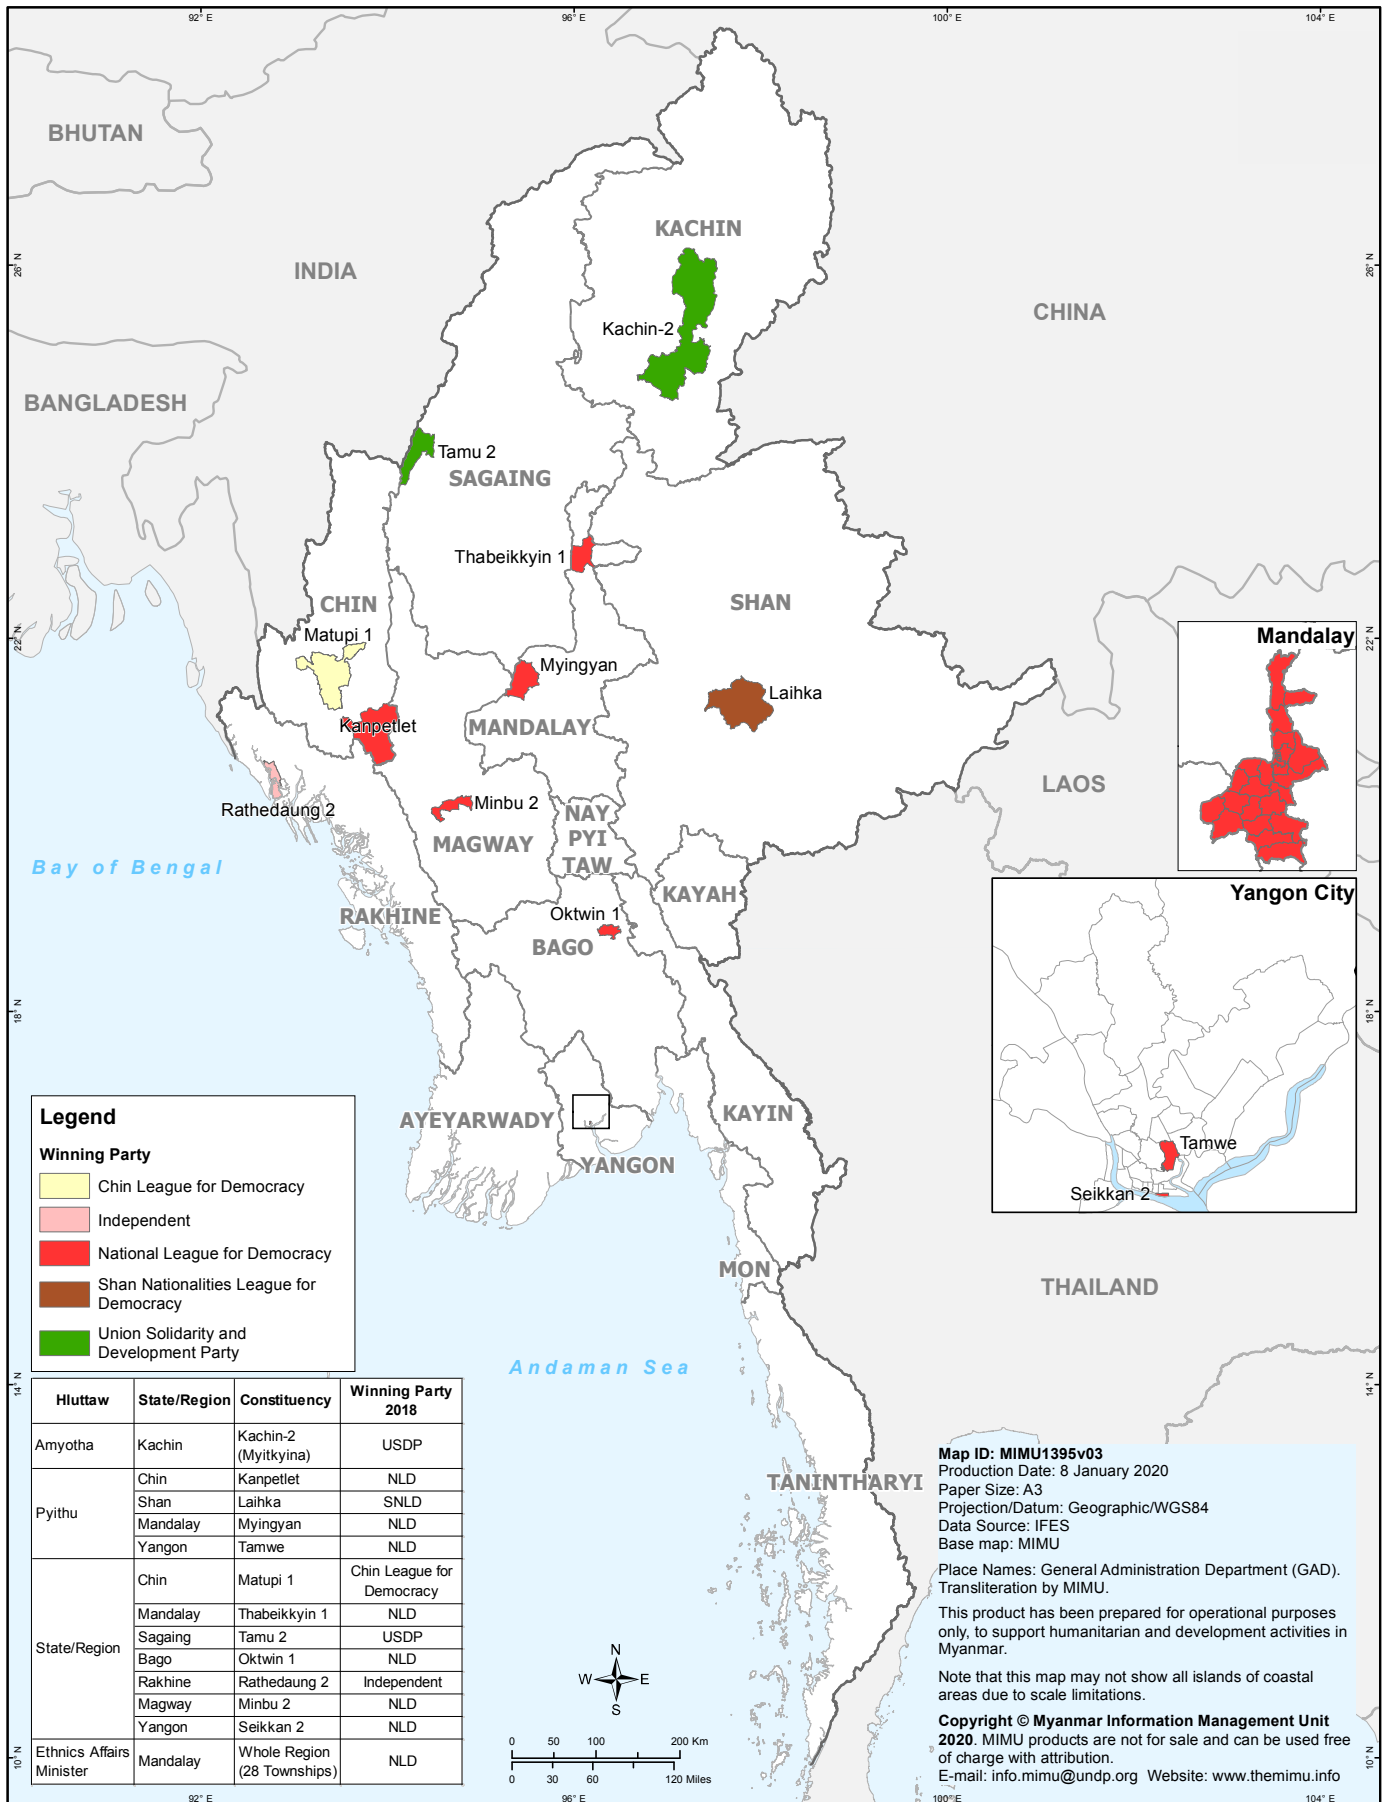 92° E
96° E
100° E
104° E
BHUTAN
KACHIN
26° N
26° N
INDIA
CHINA
Kachin-2
BANGLADESH
Tamu 2
SAGAING
Thabeikkyin 1
CHIN
SHAN
22° N
Matupi 1
22° N
Mandalay
Myingyan
Laihka
Kanpetlet
MANDALAY
LAOS
Rathedaung 2
Minbu 2
NAY
PYI
TAW
MAGWAY
Bay of Bengal
KAYAH
Yangon City
RAKHINE
Oktwin 1
BAGO
18° N
18° N
Legend
Winning Party
Chin League for Democracy
Independent
National League for Democracy
Shan Nationalities League for
Democracy
Union Solidarity and
Development Party
AYEYARWADY
KAYIN
YANGON
Tamwe
Seikkan 2
MON
THAILAND
Andaman Sea
14° N
14° N
TANINTHARYI
Hluttaw State/Region Constituency Winning Party
2018
Amyotha Kachin Kachin-2
(Myitkyina) USDP
Pyithu Chin Kanpetlet NLD
Shan Laihka SNLD
Mandalay Myingyan NLD
Yangon Tamwe NLD
State/Region Chin Matupi 1 Chin League for
Democracy
Mandalay Thabeikkyin 1 NLD
Sagaing Tamu 2 USDP
Bago Oktwin 1 NLD
Rakhine Rathedaung 2 Independent
Magway Minbu 2 NLD
Yangon Seikkan 2 NLD
Ethnics Affairs
Minister Mandalay Whole Region
(28 Townships) NLD
N
W E
S
0 50 100 200 Km
0 30 60 120 Miles
Map ID: MIMU1395v03
Production Date: 8 January 2020
Paper Size: A3
Projection/Datum: Geographic/WGS84
Data Source: IFES
Base map: MIMU
Place Names: General Administration Department (GAD).
Transliteration by MIMU.
This product has been prepared for operational purposes
only, to support humanitarian and development activities in
Myanmar.
Note that this map may not show all islands of coastal
areas due to scale limitations.
Copyright © Myanmar Information Management Unit
2020. MIMU products are not for sale and can be used free
of charge with attribution.
E-mail: info.mimu@undp.org Website: www.themimu.info
10° N
10° N
92° E
96° E
100° E
104° E